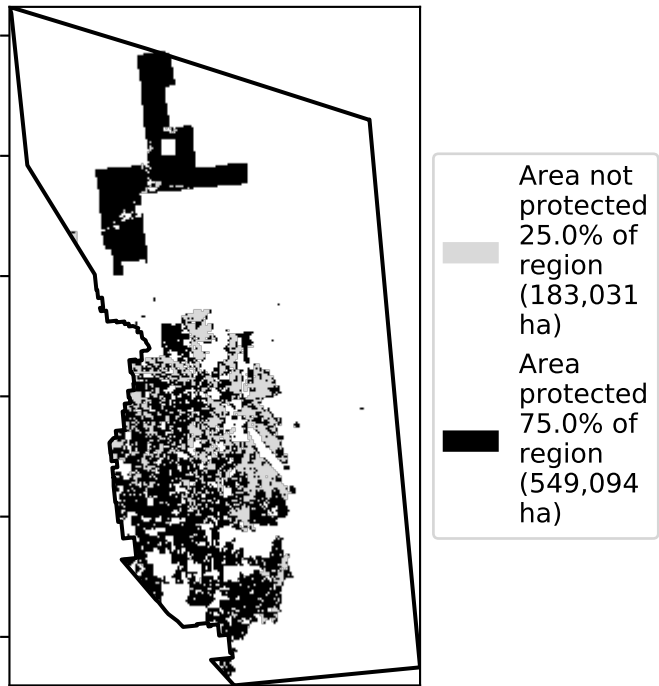 Area not
protected
25.0% of
region
(183,031
ha)
Area
protected
75.0% of
region
(549,094
ha)